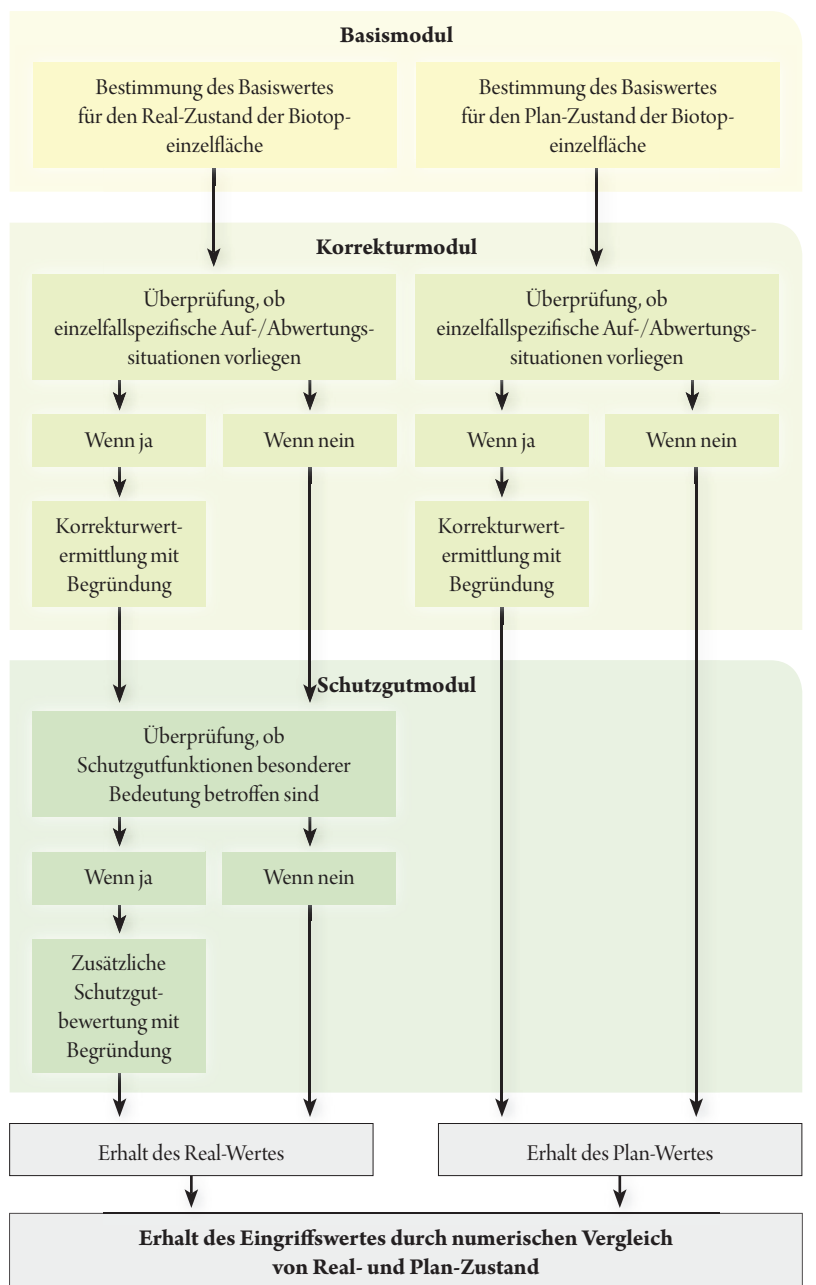 Basismodul
Bestimmung des Basiswertes
für den Real-Zustand der Biotop-
einzelfläche
Bestimmung des Basiswertes
für den Plan-Zustand der Biotop-
einzelfläche
Korrekturmodul
Überprüfung, ob
einzelfallspezifische Auf-/Abwertungs-
situationen vorliegen
Überprüfung, ob
einzelfallspezifische Auf-/Abwertungs-
situationen vorliegen
Wenn ja
Wenn nein
Wenn ja
Wenn nein
Korrekturwert-
ermittlung mit
Begründung
Korrekturwert-
ermittlung mit
Begründung
Schutzgutmodul
Überprüfung, ob
Schutzgutfunktionen besonderer
Bedeutung betroffen sind
Wenn ja
Wenn nein
Zusätzliche
Schutzgut-
bewertung mit
Begründung
Erhalt des Real-Wertes
Erhalt des Plan-Wertes
Erhalt des Eingriffswertes durch numerischen Vergleich
von Real- und Plan-Zustand